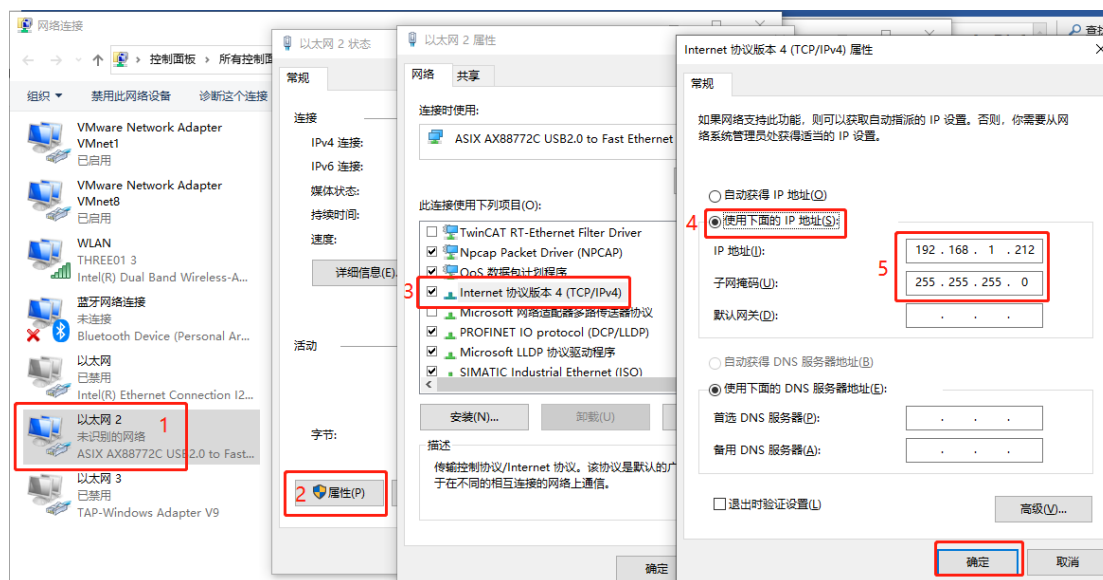 网络连接
控制面板 › 所有控制面
组织 禁用此网络设备 诊断这个连接
VMware Network Adapter
VMnet1
已启用
VMware Network Adapter
VMnet8
已启用
WLAN
THREE01 3
Intel(R) Dual Band Wireless-A...
蓝牙网络连接
未连接
Bluetooth Device (Personal Ar...
以太网
已禁用
Intel(R) Ethernet Connection I2...
以太网 2
未识别的网络
ASIX AX88772C USB2.0 to Fast...
1
以太网 3
已禁用
TAP-Windows Adapter V9
以太网 2 状态
常规
连接
IPv4 连接:
IPv6 连接:
媒体状态:
持续时间:
速度:
详细信息(E)
活动
字节:
2
属性(P)
以太网 2 属性
网络 共享
连接时使用:
ASIX AX88772C USB2.0 to Fast Ethernet
此连接使用下列项目(O):
TwinCAT RT-Ethernet Filter Driver
Npcap Packet Driver (NPCAP)
QoS 数据包计划程序
3
Internet 协议版本 4 (TCP/IPv4)
Microsoft 网络适配器多路传送器协议
PROFINET IO protocol (DCP/LLDP)
Microsoft LLDP 协议驱动程序
SIMATIC Industrial Ethernet (ISO)
安装(N)... 卸载(U)
描述
传输控制协议/Internet 协议。该协议是默认的广
于在不同的相互连接的网络上通信。
确定
Internet 协议版本 4 (TCP/IPv4) 属性
常规
如果网络支持此功能，则可以获取自动指派的 IP 设置。否则，你需要从网
络系统管理员处获得适当的 IP 设置。
自动获得 IP 地址(O)
4
使用下面的 IP 地址(S):
IP 地址(I): 192 . 168 . 1 . 212
5
子网掩码(U): 255 . 255 . 255 . 0
默认网关(D): . . .
自动获得 DNS 服务器地址(B)
使用下面的 DNS 服务器地址(E):
首选 DNS 服务器(P): . . .
备用 DNS 服务器(A): . . .
退出时验证设置(L)
高级(V)...
确定 取消